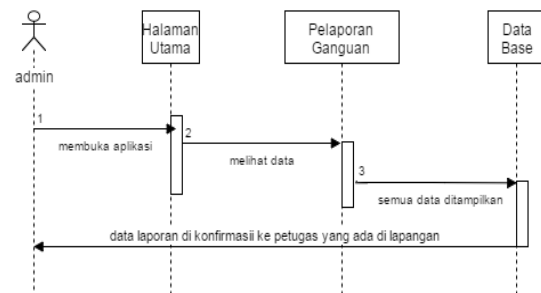 Halaman
Utama
Pelaporan
Ganguan
Data
Base
admin
1
membuka aplikasi
2
melihat data
3
semua data ditampilkan
data laporan di konfirmasii ke petugas yang ada di lapangan